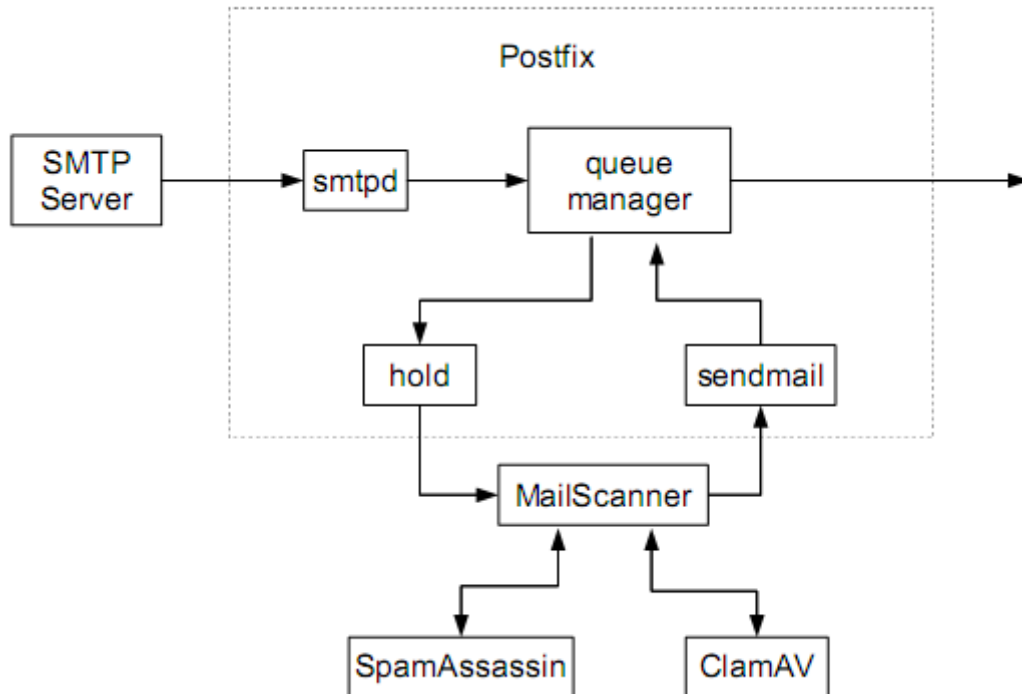 Postfix
SMTP
Server
smtpd
queue
manager
hold
sendmail
MailScanner
SpamAssassin
ClamAV